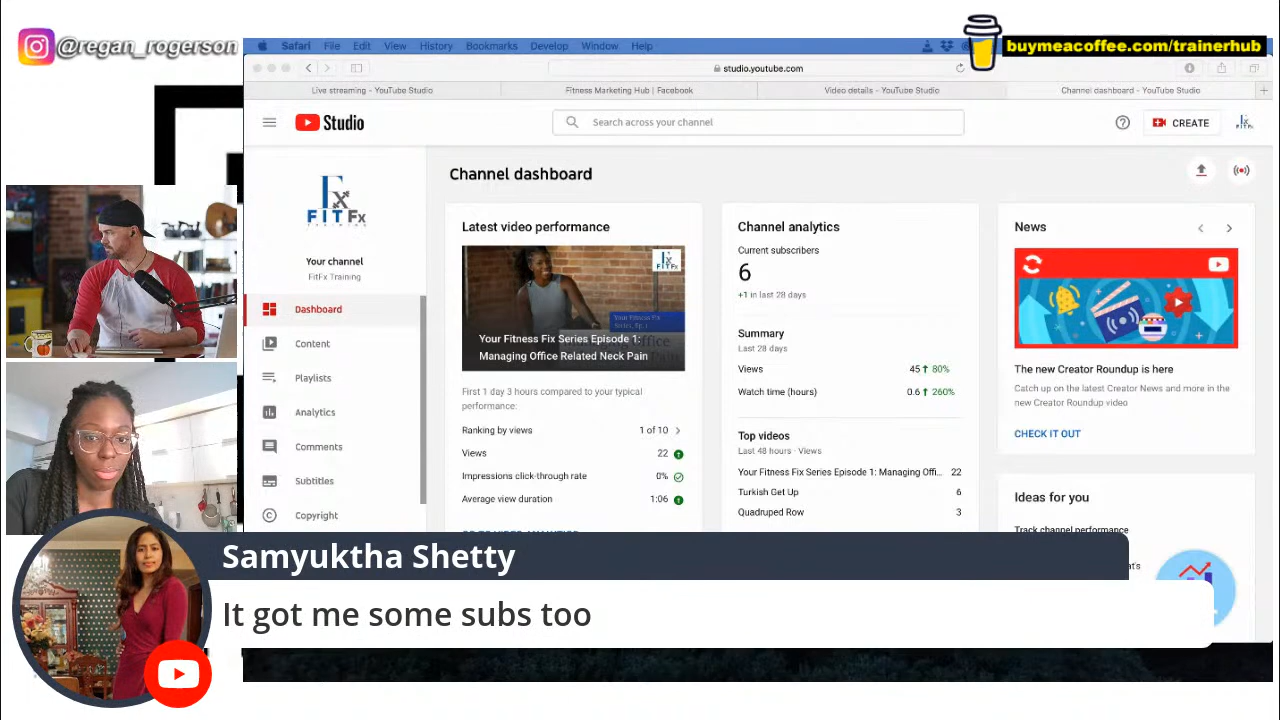 @regan_rogerson
buymeacoffee.com/trainerhub
Safari File Edit View History Bookmarks Develop Window Help
studio.youtube.com
Live streaming - YouTube Studio
Fitness Marketing Hub | Facebook
Video details - YouTube Studio
Channel dashboard - YouTube Studio
Studio
Search across your channel
CREATE
Fx
FITFx
Your channel
FitFx Training
Dashboard
Content
Playlists
Analytics
Comments
Subtitles
Copyright
Channel dashboard
Latest video performance
Your Fitness Fix Series Episode 1:
Managing Office Related Neck Pain
First 1 day 3 hours compared to your typical
performance:
Ranking by views 1 of 10
Views 22
Impressions click-through rate 0%
Average view duration 1:06
Channel analytics
Current subscribers
6
+1 in last 28 days
Summary
Last 28 days
Views 45 80%
Watch time (hours) 0.6 260%
Top videos
Last 48 hours · Views
Your Fitness Fix Series Episode 1: Managing Offi... 22
Turkish Get Up 6
Quadruped Row 3
News
The new Creator Roundup is here
Catch up on the latest Creator News and more in the
new Creator Roundup video
CHECK IT OUT
Ideas for you
Track channel performance
Samyuktha Shetty
It got me some subs too